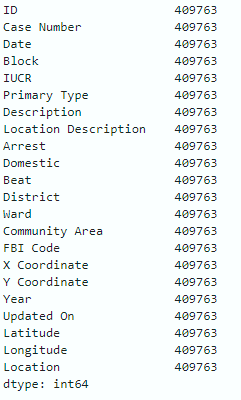 ID 409763
Case Number 409763
Date 409763
Block 409763
IUCR 409763
Primary Type 409763
Description 409763
Location Description 409763
Arrest 409763
Domestic 409763
Beat 409763
District 409763
Ward 409763
Community Area 409763
FBI Code 409763
X Coordinate 409763
Y Coordinate 409763
Year 409763
Updated On 409763
Latitude 409763
Longitude 409763
Location 409763
dtype: int64